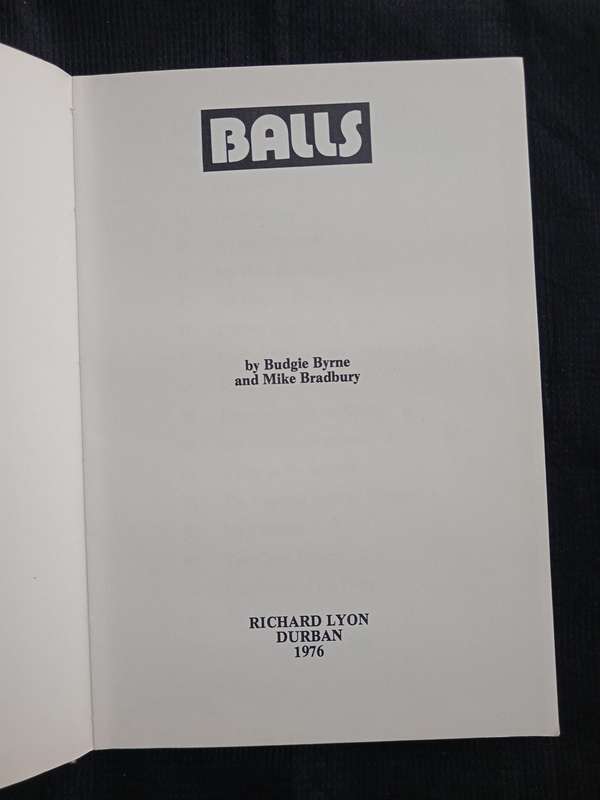 BALLS
by Budgie Byrne
and Mike Bradbury
RICHARD LYON
DURBAN
1976